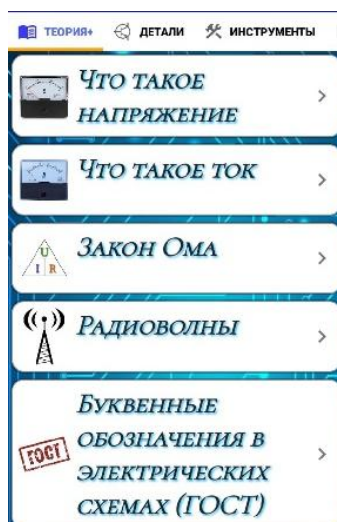 ТЕОРИЯ+ ДЕТАЛИ ИНСТРУМЕНТЫ
Что такое
напряжение
Что такое ток
Закон Ома
U
I R
Радиоволны
Буквенные
обозначения в
электрических
схемах (ГОСТ)
ГОСТ